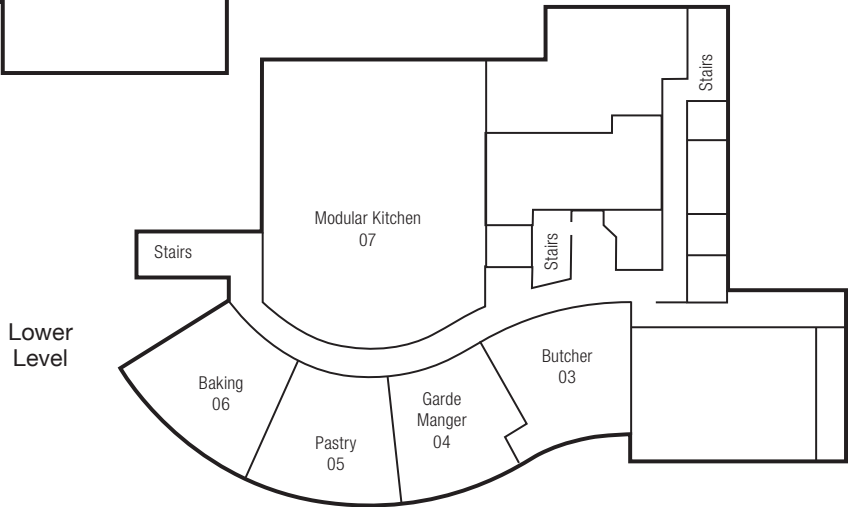 Stairs
Modular Kitchen
07
Stairs
Stairs
Lower
Level
Butcher
03
Baking
06
Garde
Manger
04
Pastry
05